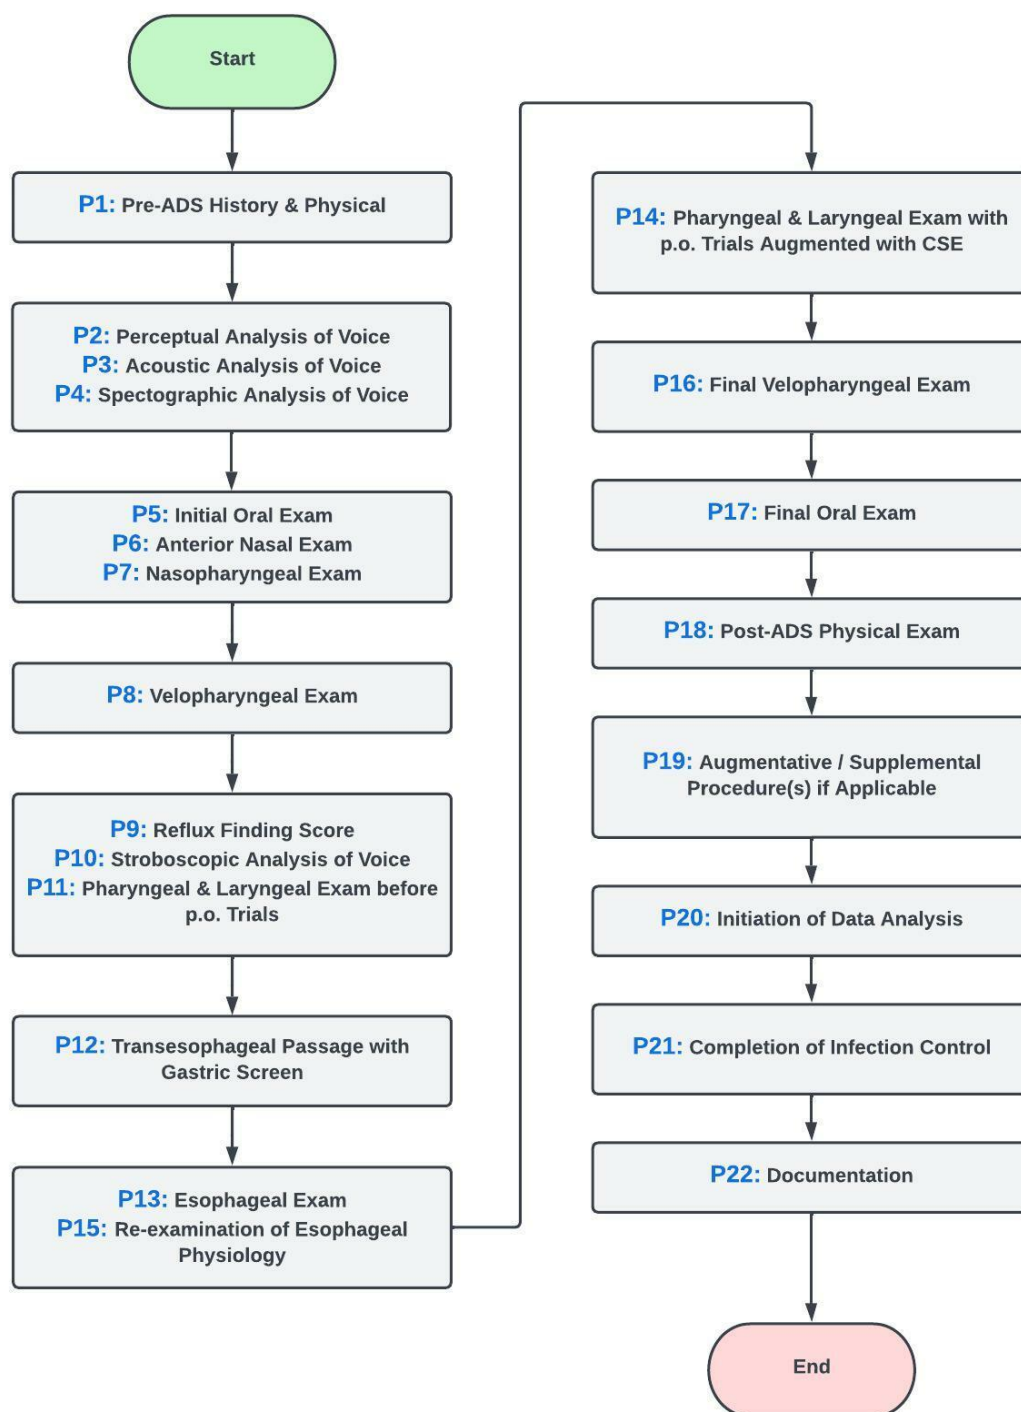 Start
P1: Pre-ADS History & Physical
P2: Perceptual Analysis of Voice
P3: Acoustic Analysis of Voice
P4: Spectographic Analysis of Voice
P5: Initial Oral Exam
P6: Anterior Nasal Exam
P7: Nasopharyngeal Exam
P8: Velopharyngeal Exam
P9: Reflux Finding Score
P10: Stroboscopic Analysis of Voice
P11: Pharyngeal & Laryngeal Exam before
p.o. Trials
P12: Transesophageal Passage with
Gastric Screen
P13: Esophageal Exam
P15: Re-examination of Esophageal
Physiology
P14: Pharyngeal & Laryngeal Exam with
p.o. Trials Augmented with CSE
P16: Final Velopharyngeal Exam
P17: Final Oral Exam
P18: Post-ADS Physical Exam
P19: Augmentative / Supplemental
Procedure(s) if Applicable
P20: Initiation of Data Analysis
P21: Completion of Infection Control
P22: Documentation
End